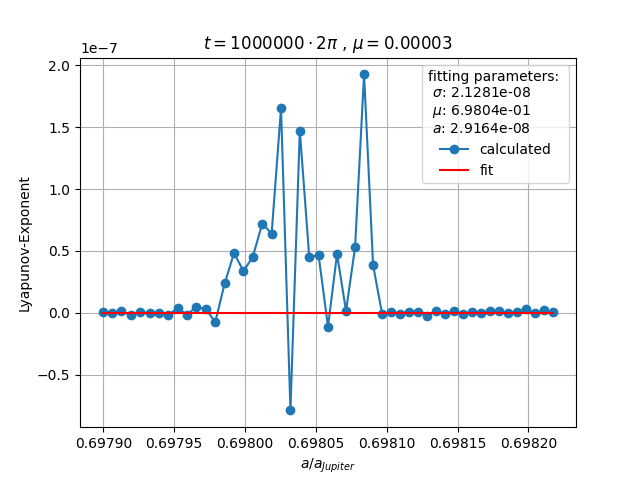 t = 1000000 · 2π , μ = 0.00003
1e−7
2.0
1.5
1.0
0.5
0.0
−0.5
Lyapunov-Exponent
fitting parameters:
σ: 2.1281e-08
μ: 6.9804e-01
a: 2.9164e-08
calculated
fit
0.69790 0.69795 0.69800 0.69805 0.69810 0.69815 0.69820
a/a_Jupiter